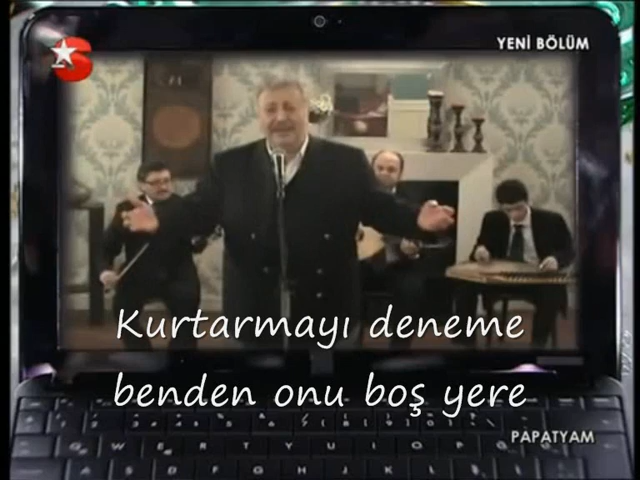 YENİ BÖLÜM
Kurtarmayı deneme
benden onu boş yere
PAPATYAM